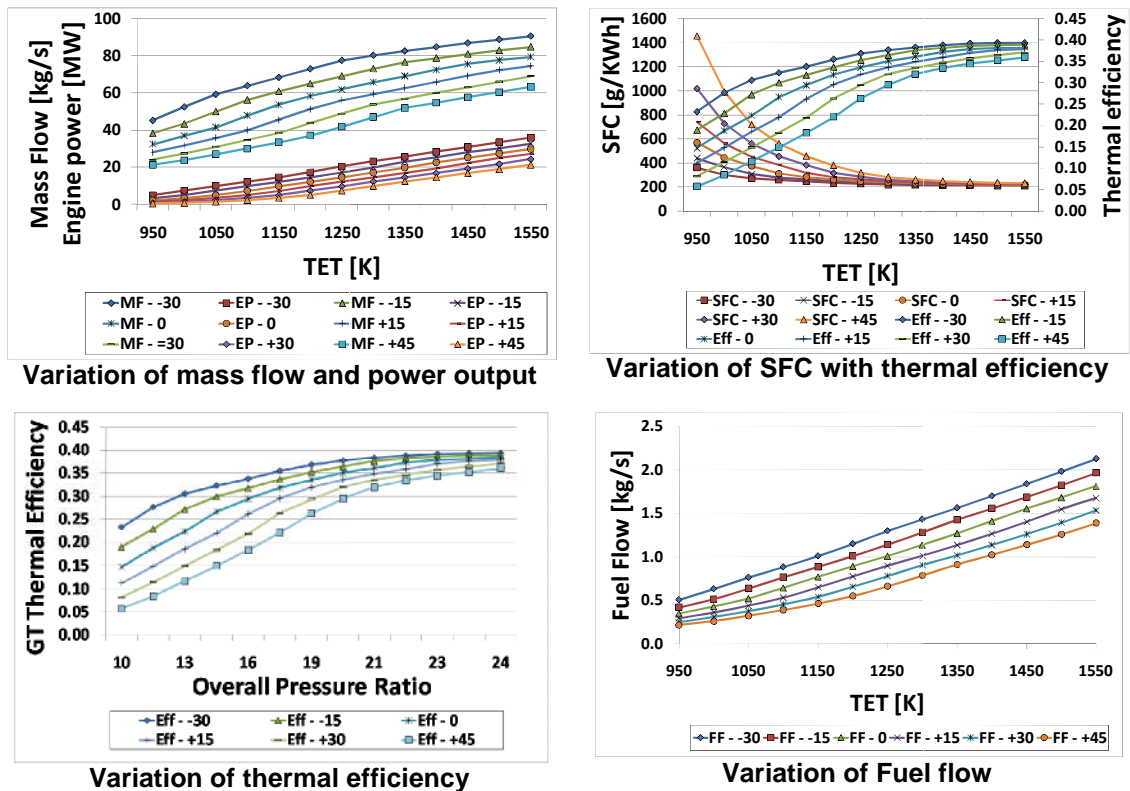 Mass Flow [kg/s]
Engine power [MW]
100
80
60
40
20
0
950 1050 1150 1250 1350 1450 1550
TET [K]
MF - -30 EP - -30 MF - -15 EP - -15
MF - 0 EP - 0 MF +15 EP - +15
MF - =30 EP - +30 MF - +45 EP - +45
Variation of mass flow and power output
SFC [g/KWh]
1600
1400
1200
1000
800
600
400
200
0
0.45
0.40
0.35
0.30
0.25
0.20
0.15
0.10
0.05
0.00
Thermal efficiency
950 1050 1150 1250 1350 1450 1550
TET [K]
SFC - -30 SFC - -15 SFC - 0 SFC - +15
SFC - +30 SFC - +45 Eff - -30 Eff - -15
Eff - 0 Eff - +15 Eff - +30 Eff - +45
Variation of SFC with thermal efficiency
GT Thermal Efficiency
0.45
0.40
0.35
0.30
0.25
0.20
0.15
0.10
0.05
0.00
10 13 16 19 21 23 24
Overall Pressure Ratio
Eff - -30 Eff - -15 Eff - 0
Eff - +15 Eff - +30 Eff - +45
Variation of thermal efficiency
Fuel Flow [kg/s]
2.5
2.0
1.5
1.0
0.5
0.0
950 1050 1150 1250 1350 1450 1550
TET [K]
FF - -30 FF - -15 FF - 0 FF - +15 FF - +30 FF - +45
Variation of Fuel flow